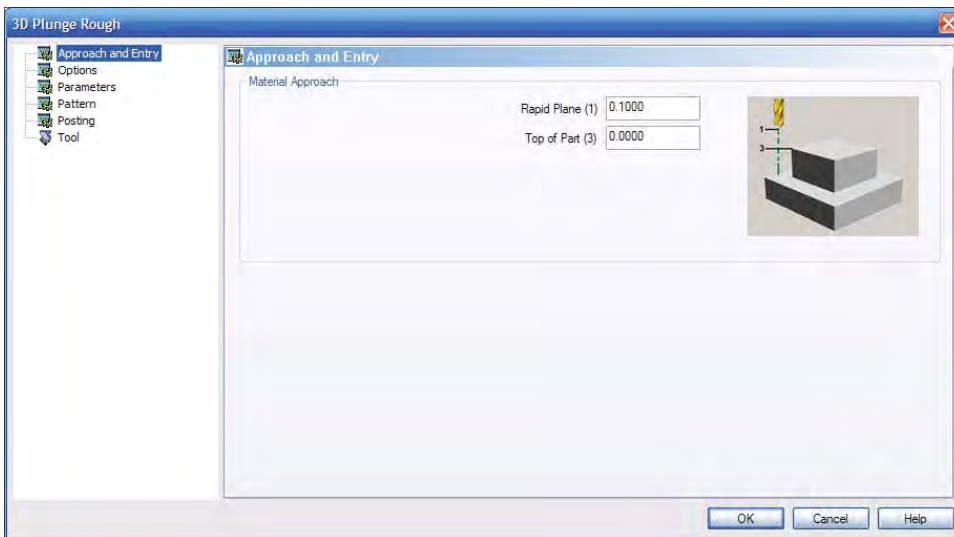 3D Plunge Rough
Approach and Entry
Options
Parameters
Pattern
Posting
Tool
Approach and Entry
Material Approach
Rapid Plane (1) 0.1000
Top of Part (3) 0.0000
1
3
OK Cancel Help